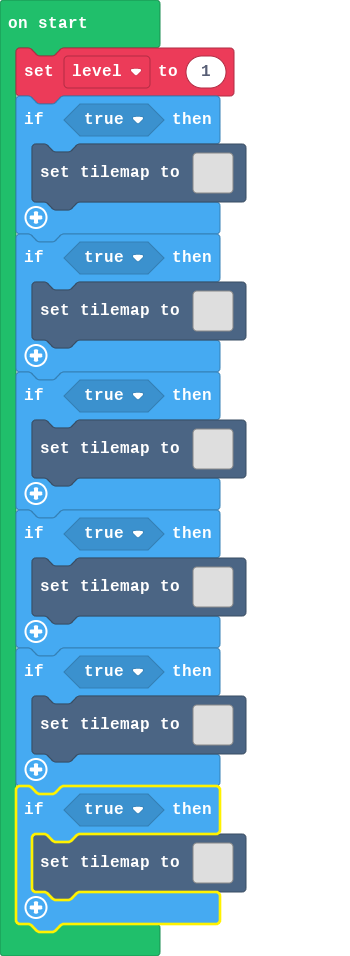 on start
set level to 1
if true then
set tilemap to
if true then
set tilemap to
if true then
set tilemap to
if true then
set tilemap to
if true then
set tilemap to
if true then
set tilemap to